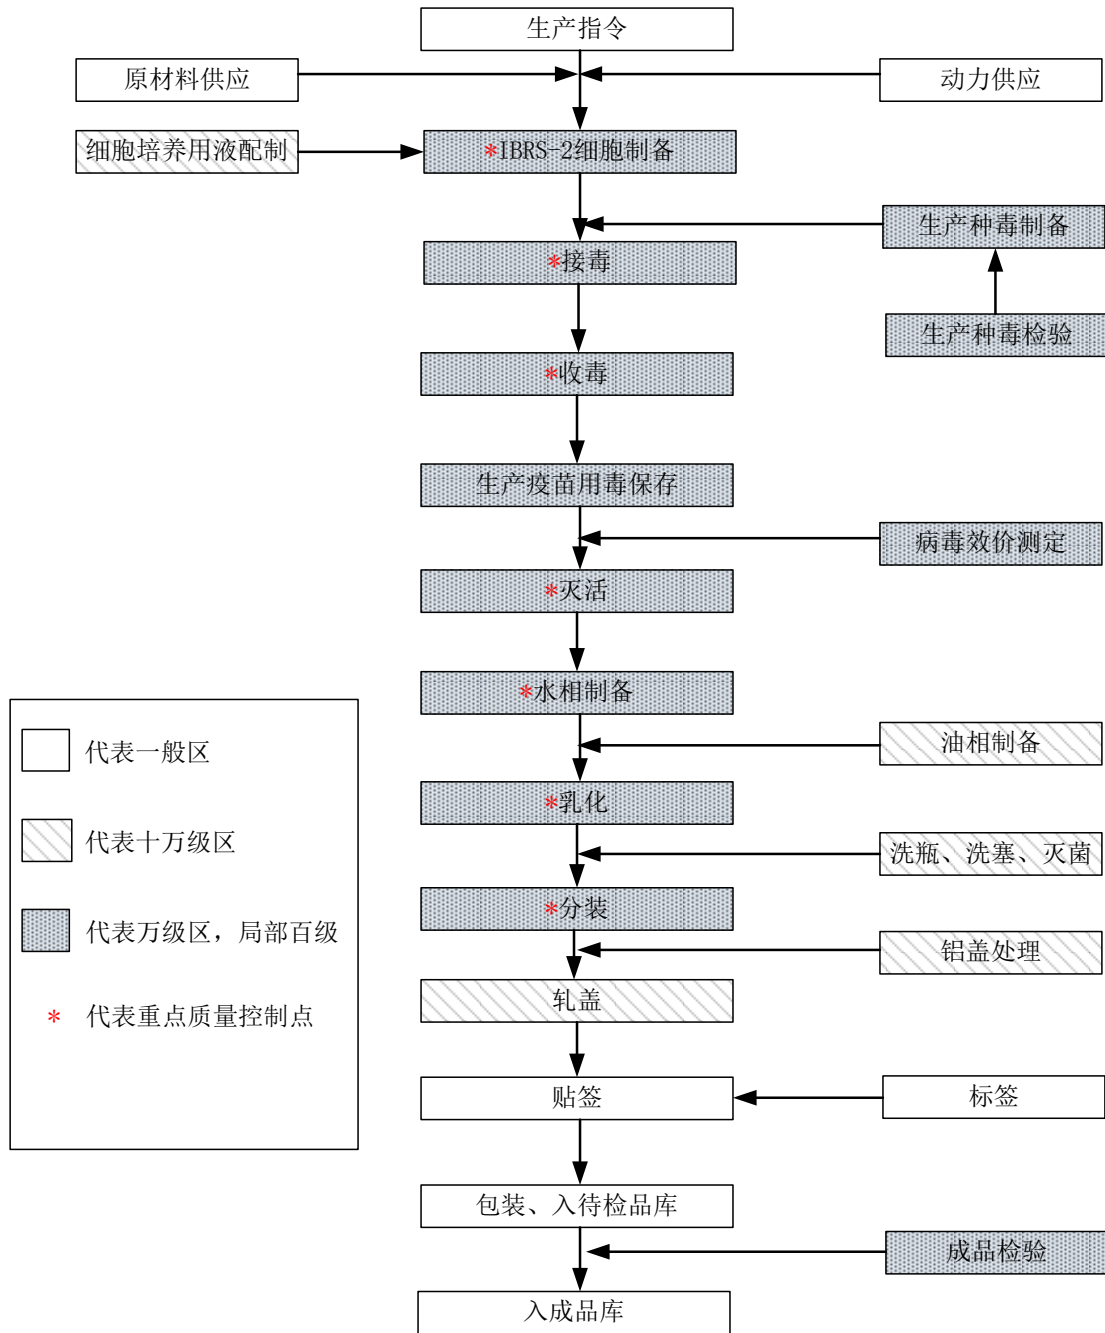 生产指令
原材料供应
动力供应
细胞培养用液配制
*IBRS-2细胞制备
生产种毒制备
*接毒
生产种毒检验
*收毒
生产疫苗用毒保存
病毒效价测定
*灭活
*水相制备
油相制备
代表一般区
*乳化
代表十万级区
洗瓶、洗塞、灭菌
*分装
代表万级区，局部百级
铝盖处理
轧盖
* 代表重点质量控制点
贴签
标签
包装、入待检品库
成品检验
入成品库